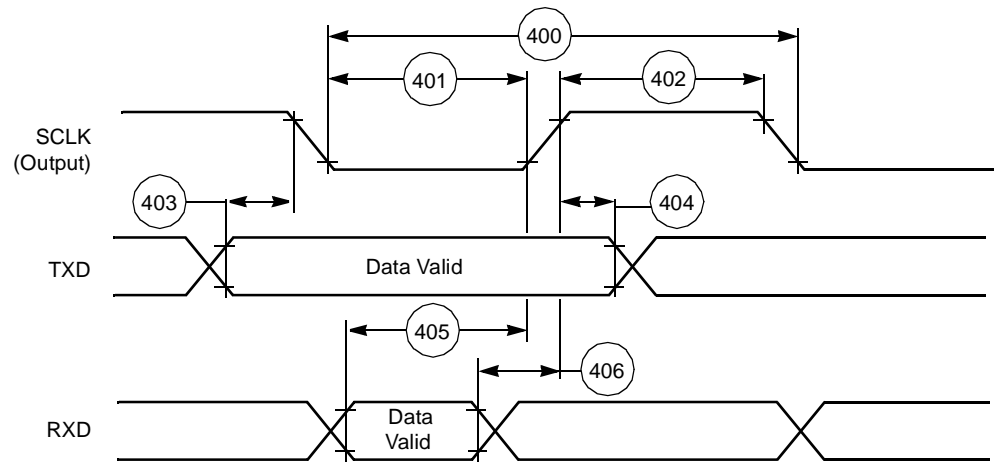 400
401
402
SCLK
(Output)
403
404
TXD
Data Valid
405
406
RXD
Data
Valid